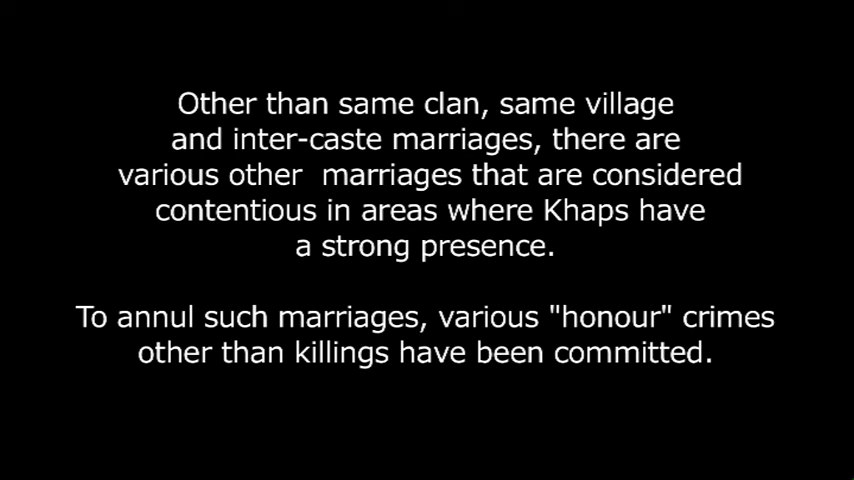 Other than same clan, same village
and inter-caste marriages, there are
various other  marriages that are considered
contentious in areas where Khaps have
a strong presence.
To annul such marriages, various "honour" crimes
other than killings have been committed.